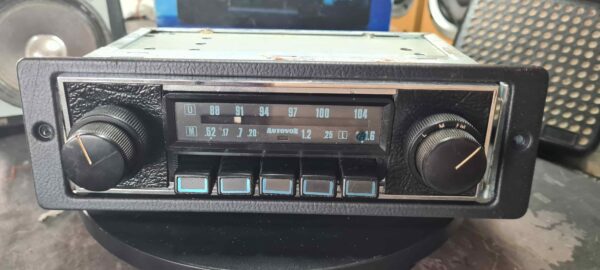 U 88 91 94 97 100 104
M .52 .17 .7 .20 AUTOVOX 1.2 .25 L 1.6
L U M